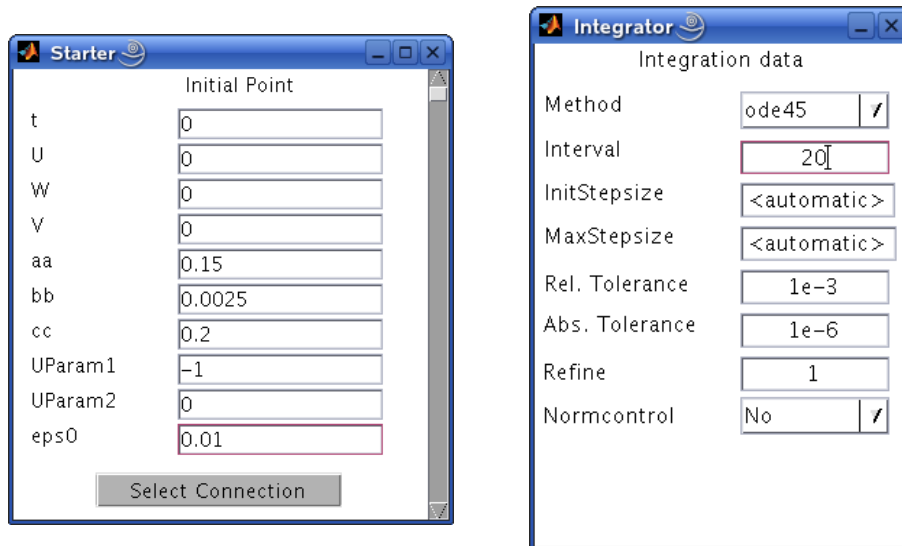 Starter
Initial Point
t 0
U 0
W 0
V 0
aa 0.15
bb 0.0025
cc 0.2
UParam1 −1
UParam2 0
eps0 0.01
Select Connection
Integrator
Integration data
Method ode45
Interval 20
InitStepsize <automatic>
MaxStepsize <automatic>
Rel. Tolerance 1e−3
Abs. Tolerance 1e−6
Refine 1
Normcontrol No